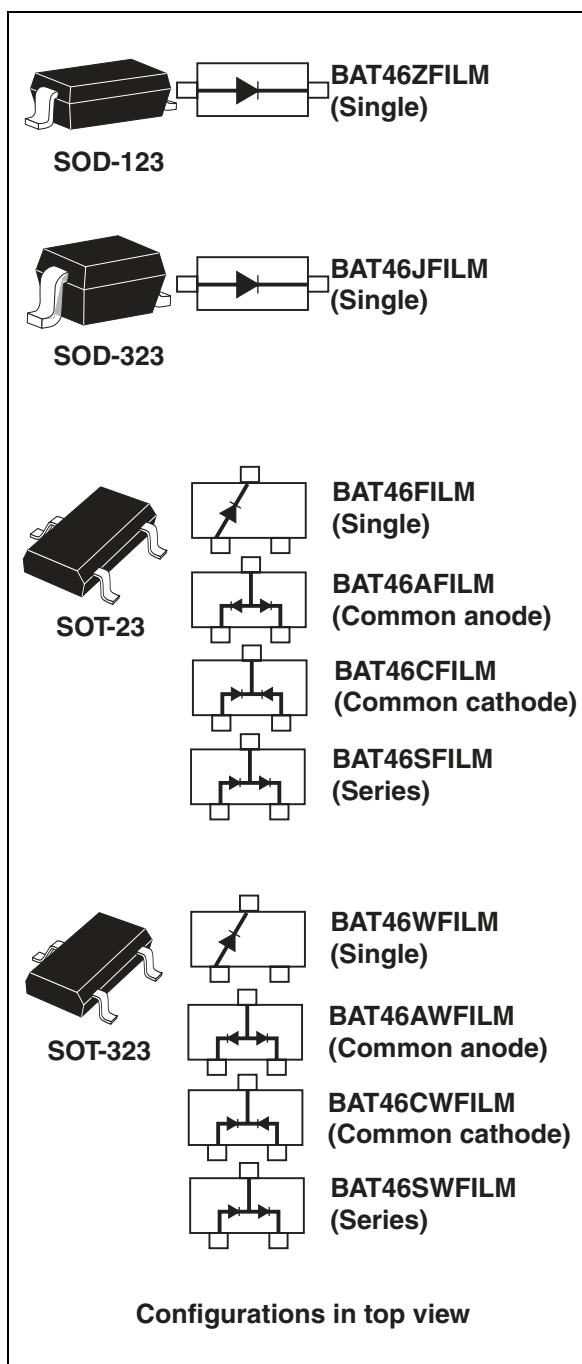 BAT46ZFILM
(Single)
SOD-123
BAT46JFILM
(Single)
SOD-323
BAT46FILM
(Single)
BAT46AFILM
(Common anode)
SOT-23
BAT46CFILM
(Common cathode)
BAT46SFILM
(Series)
BAT46WFILM
(Single)
BAT46AWFILM
(Common anode)
SOT-323
BAT46CWFILM
(Common cathode)
BAT46SWFILM
(Series)
Configurations in top view